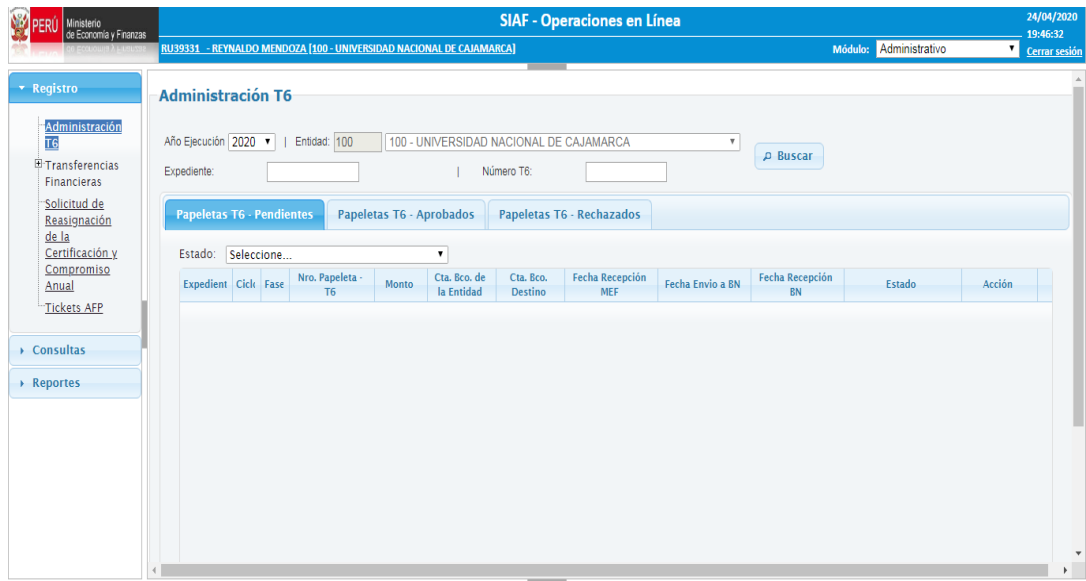 PERÚ Ministerio de Economía y Finanzas
SIAF - Operaciones en Línea
24/04/2020
19:46:32
RU39331 - REYNALDO MENDOZA [100 - UNIVERSIDAD NACIONAL DE CAJAMARCA]
Módulo: Administrativo
Cerrar sesión
Registro
Administración T6
Transferencias Financieras
Solicitud de Reasignación de la Certificación y Compromiso Anual
Tickets AFP
Consultas
Reportes
Administración T6
Año Ejecución 2020 | Entidad: 100 100 - UNIVERSIDAD NACIONAL DE CAJAMARCA
Buscar
Expediente: | Número T6:
Papeletas T6 - Pendientes Papeletas T6 - Aprobados Papeletas T6 - Rechazados
Estado: Seleccione...
Expedient Ciclo Fase Nro. Papeleta - T6 Monto Cta. Bco. de la Entidad Cta. Bco. Destino Fecha Recepción MEF Fecha Envio a BN Fecha Recepción BN Estado Acción